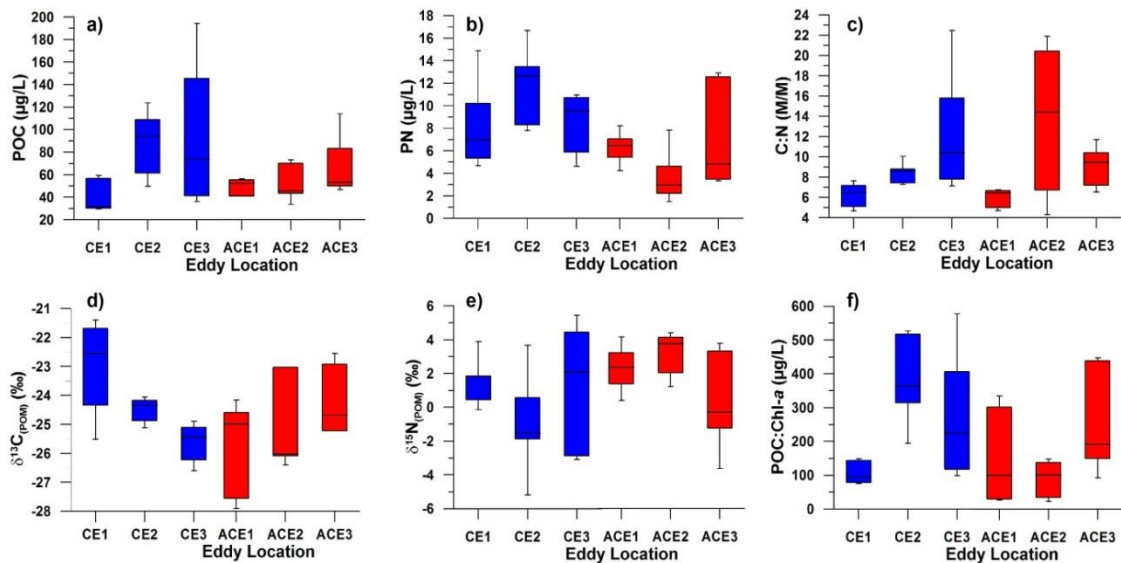 a)
POC (µg/L)
200
180
160
140
120
100
80
60
40
20
CE1 CE2 CE3 ACE1 ACE2 ACE3
Eddy Location
b)
PN (µg/L)
18
16
14
12
10
8
6
4
2
0
CE1 CE2 CE3 ACE1 ACE2 ACE3
Eddy Location
c)
C:N (M/M)
24
22
20
18
16
14
12
10
8
6
4
CE1 CE2 CE3 ACE1 ACE2 ACE3
Eddy Location
d)
δ13C(POM) (‰)
-21
-22
-23
-24
-25
-26
-27
-28
CE1 CE2 CE3 ACE1 ACE2 ACE3
Eddy Location
e)
δ15N(POM) (‰)
6
4
2
0
-2
-4
-6
CE1 CE2 CE3 ACE1 ACE2 ACE3
Eddy Location
f)
POC:Chl-a (µg/L)
600
500
400
300
200
100
0
CE1 CE2 CE3 ACE1 ACE2 ACE3
Eddy Location